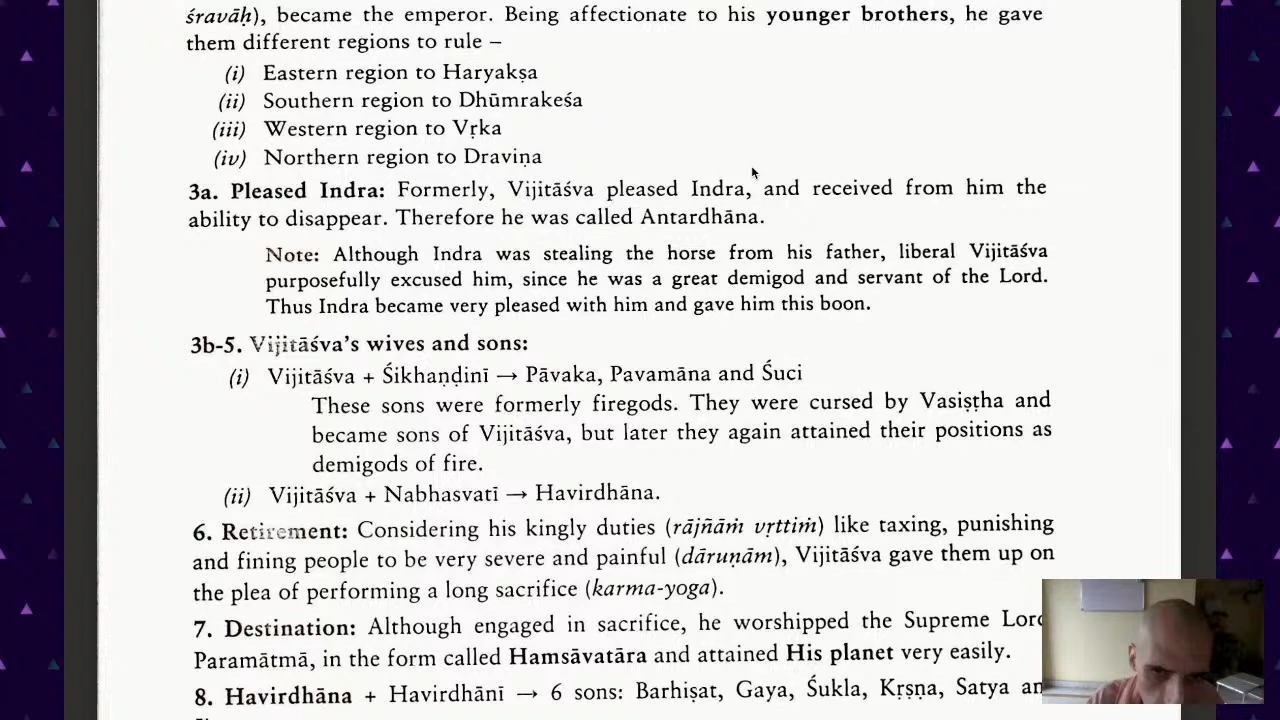 śravāḥ), became the emperor. Being affectionate to his younger brothers, he gave
them different regions to rule –
(i) Eastern region to Haryakṣa
(ii) Southern region to Dhūmrakeśa
(iii) Western region to Vṛka
(iv) Northern region to Draviṇa
3a. Pleased Indra: Formerly, Vijitāśva pleased Indra, and received from him the
ability to disappear. Therefore he was called Antardhāna.
Note: Although Indra was stealing the horse from his father, liberal Vijitāśva
purposefully excused him, since he was a great demigod and servant of the Lord.
Thus Indra became very pleased with him and gave him this boon.
3b-5. Vijitāśva's wives and sons:
(i) Vijitāśva + Śikhaṇḍinī → Pāvaka, Pavamāna and Śuci
These sons were formerly firegods. They were cursed by Vasiṣṭha and
became sons of Vijitāśva, but later they again attained their positions as
demigods of fire.
(ii) Vijitāśva + Nabhasvatī → Havirdhāna.
6. Retirement: Considering his kingly duties (rājñāṁ vṛttiṁ) like taxing, punishing
and fining people to be very severe and painful (dāruṇām), Vijitāśva gave them up on
the plea of performing a long sacrifice (karma-yoga).
7. Destination: Although engaged in sacrifice, he worshipped the Supreme Lord
Paramātmā, in the form called Hamsāvatāra and attained His planet very easily.
8. Havirdhāna + Havirdhānī → 6 sons: Barhiṣat, Gaya, Śukla, Kṛṣṇa, Satya an